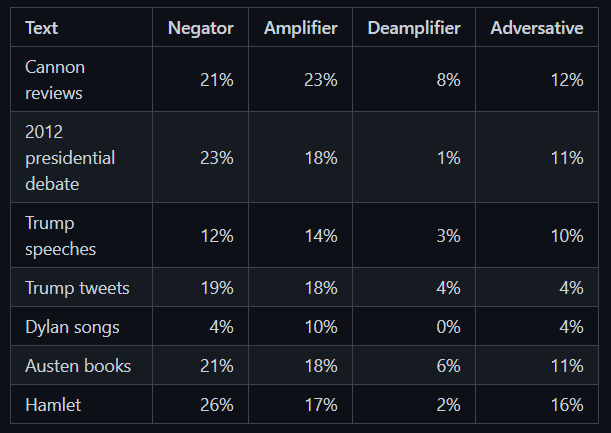 Text Negator Amplifier Deamplifier Adversative
Cannon
reviews 21% 23% 8% 12%
2012
presidential
debate 23% 18% 1% 11%
Trump
speeches 12% 14% 3% 10%
Trump tweets 19% 18% 4% 4%
Dylan songs 4% 10% 0% 4%
Austen books 21% 18% 6% 11%
Hamlet 26% 17% 2% 16%